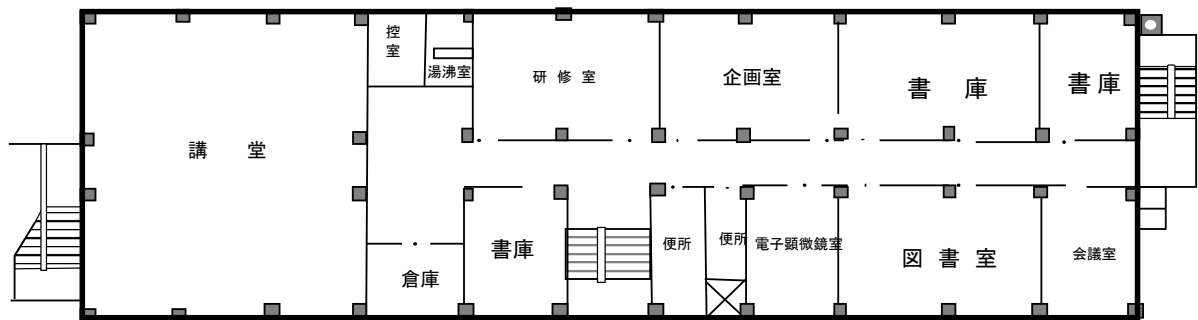 控
室
湯沸室
研修室
企画室
書庫
書庫
講堂
倉庫
書庫
便所
便所
電子顕微鏡室
図書室
会議室